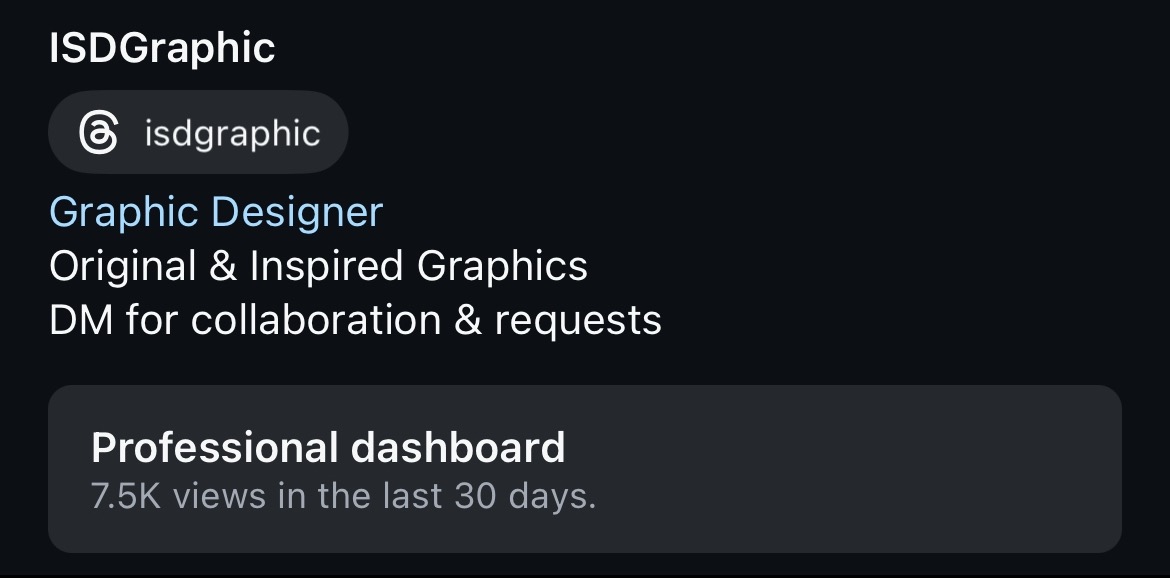 ISDGraphic
isdgraphic
Graphic Designer
Original & Inspired Graphics
DM for collaboration & requests
Professional dashboard
7.5K views in the last 30 days.